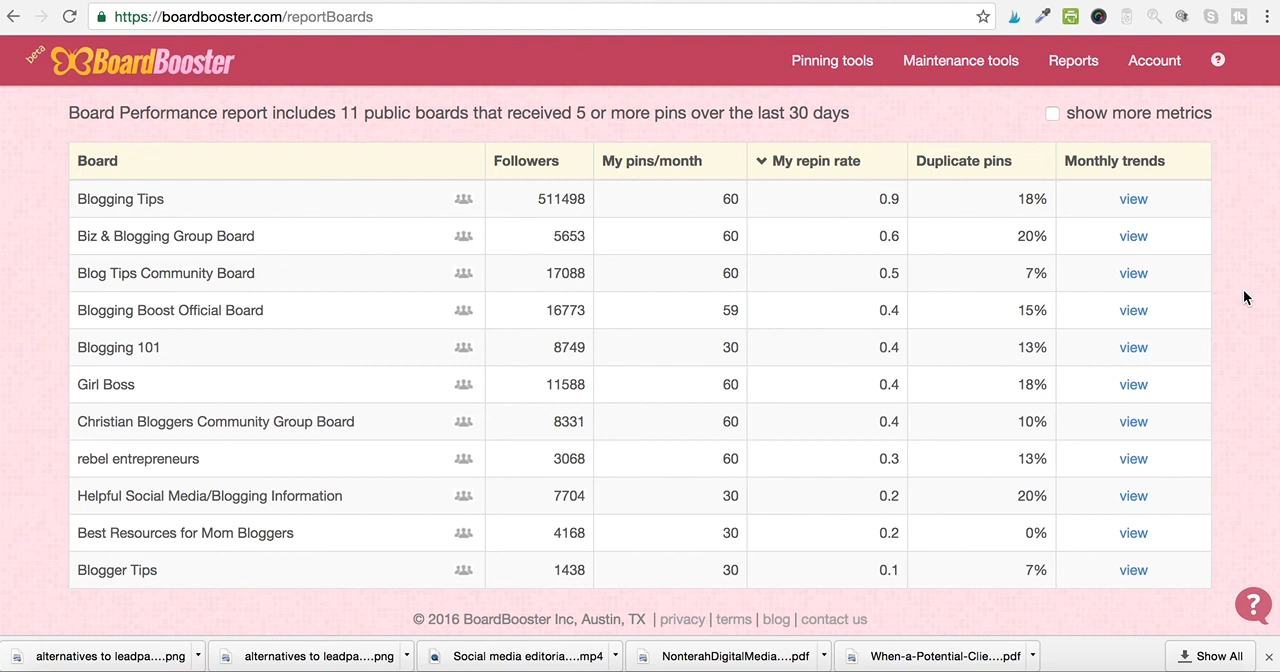 https://boardbooster.com/reportBoards
beta BoardBooster Pinning tools Maintenance tools Reports Account ?
Board Performance report includes 11 public boards that received 5 or more pins over the last 30 days show more metrics
Board Followers My pins/month My repin rate Duplicate pins Monthly trends
Blogging Tips 511498 60 0.9 18% view
Biz & Blogging Group Board 5653 60 0.6 20% view
Blog Tips Community Board 17088 60 0.5 7% view
Blogging Boost Official Board 16773 59 0.4 15% view
Blogging 101 8749 30 0.4 13% view
Girl Boss 11588 60 0.4 18% view
Christian Bloggers Community Group Board 8331 60 0.4 10% view
rebel entrepreneurs 3068 60 0.3 13% view
Helpful Social Media/Blogging Information 7704 30 0.2 20% view
Best Resources for Mom Bloggers 4168 30 0.2 0% view
Blogger Tips 1438 30 0.1 7% view
© 2016 BoardBooster Inc, Austin, TX | privacy | terms | blog | contact us
?
alternatives to leadpa....png alternatives to leadpa....png Social media editoria....mp4 NonterahDigitalMedia....pdf When-a-Potential-Clie....pdf Show All